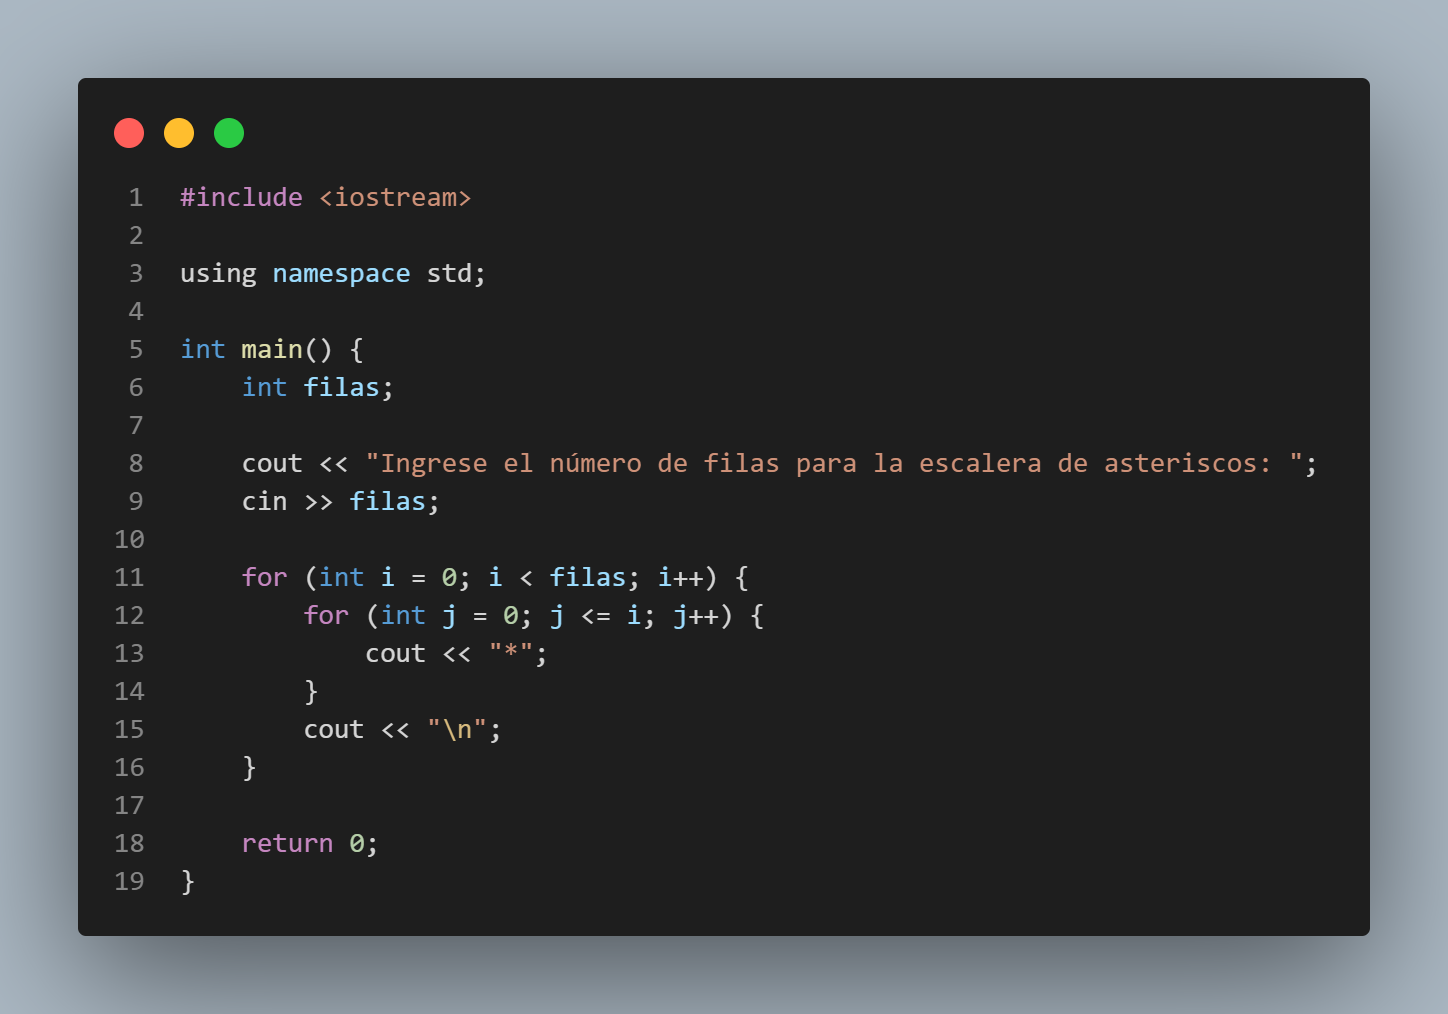 1 #include <iostream>
2
3 using namespace std;
4
5 int main() {
6     int filas;
7
8     cout << "Ingrese el número de filas para la escalera de asteriscos: ";
9     cin >> filas;
10
11     for (int i = 0; i < filas; i++) {
12         for (int j = 0; j <= i; j++) {
13             cout << "*";
14         }
15         cout << "\n";
16     }
17
18     return 0;
19 }